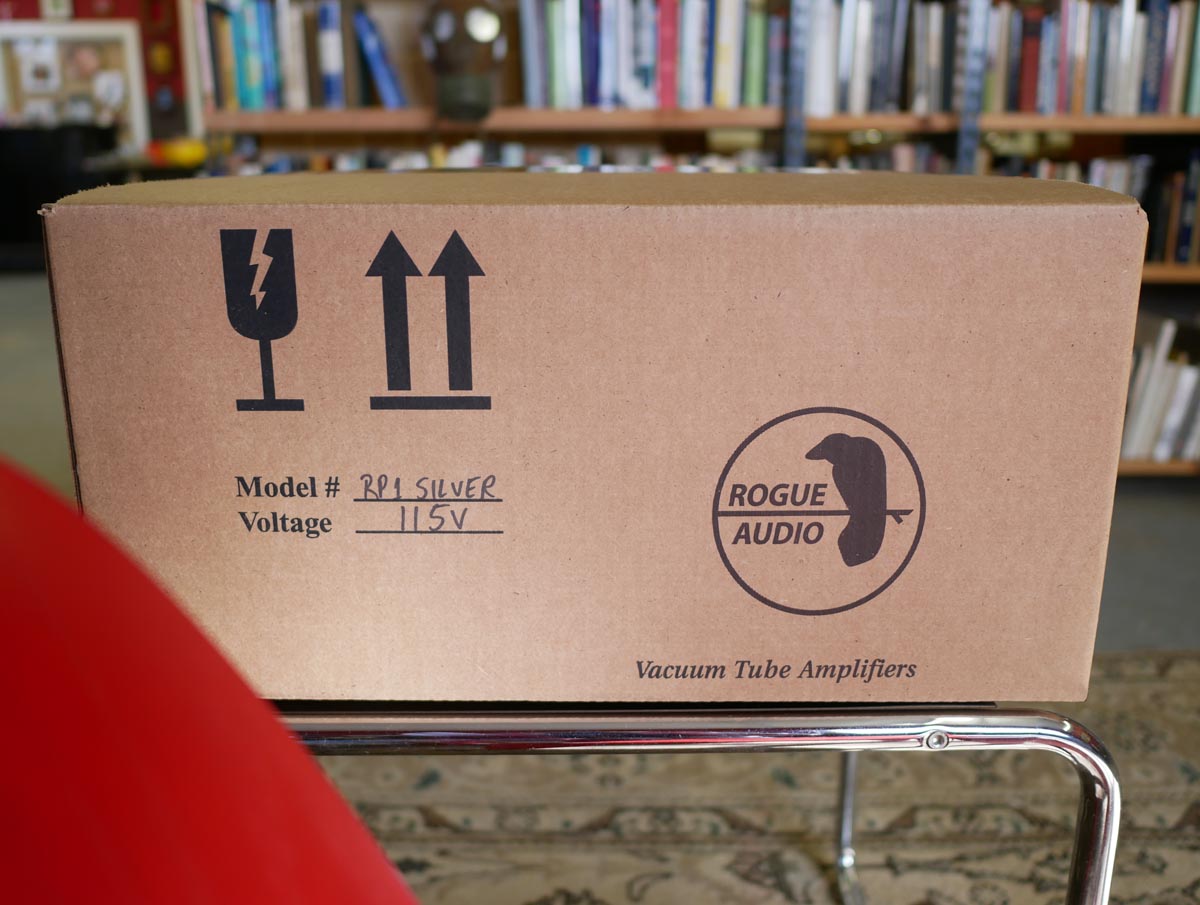 Model # RP1 SILVER
Voltage 115V
ROGUE
AUDIO
Vacuum Tube Amplifiers